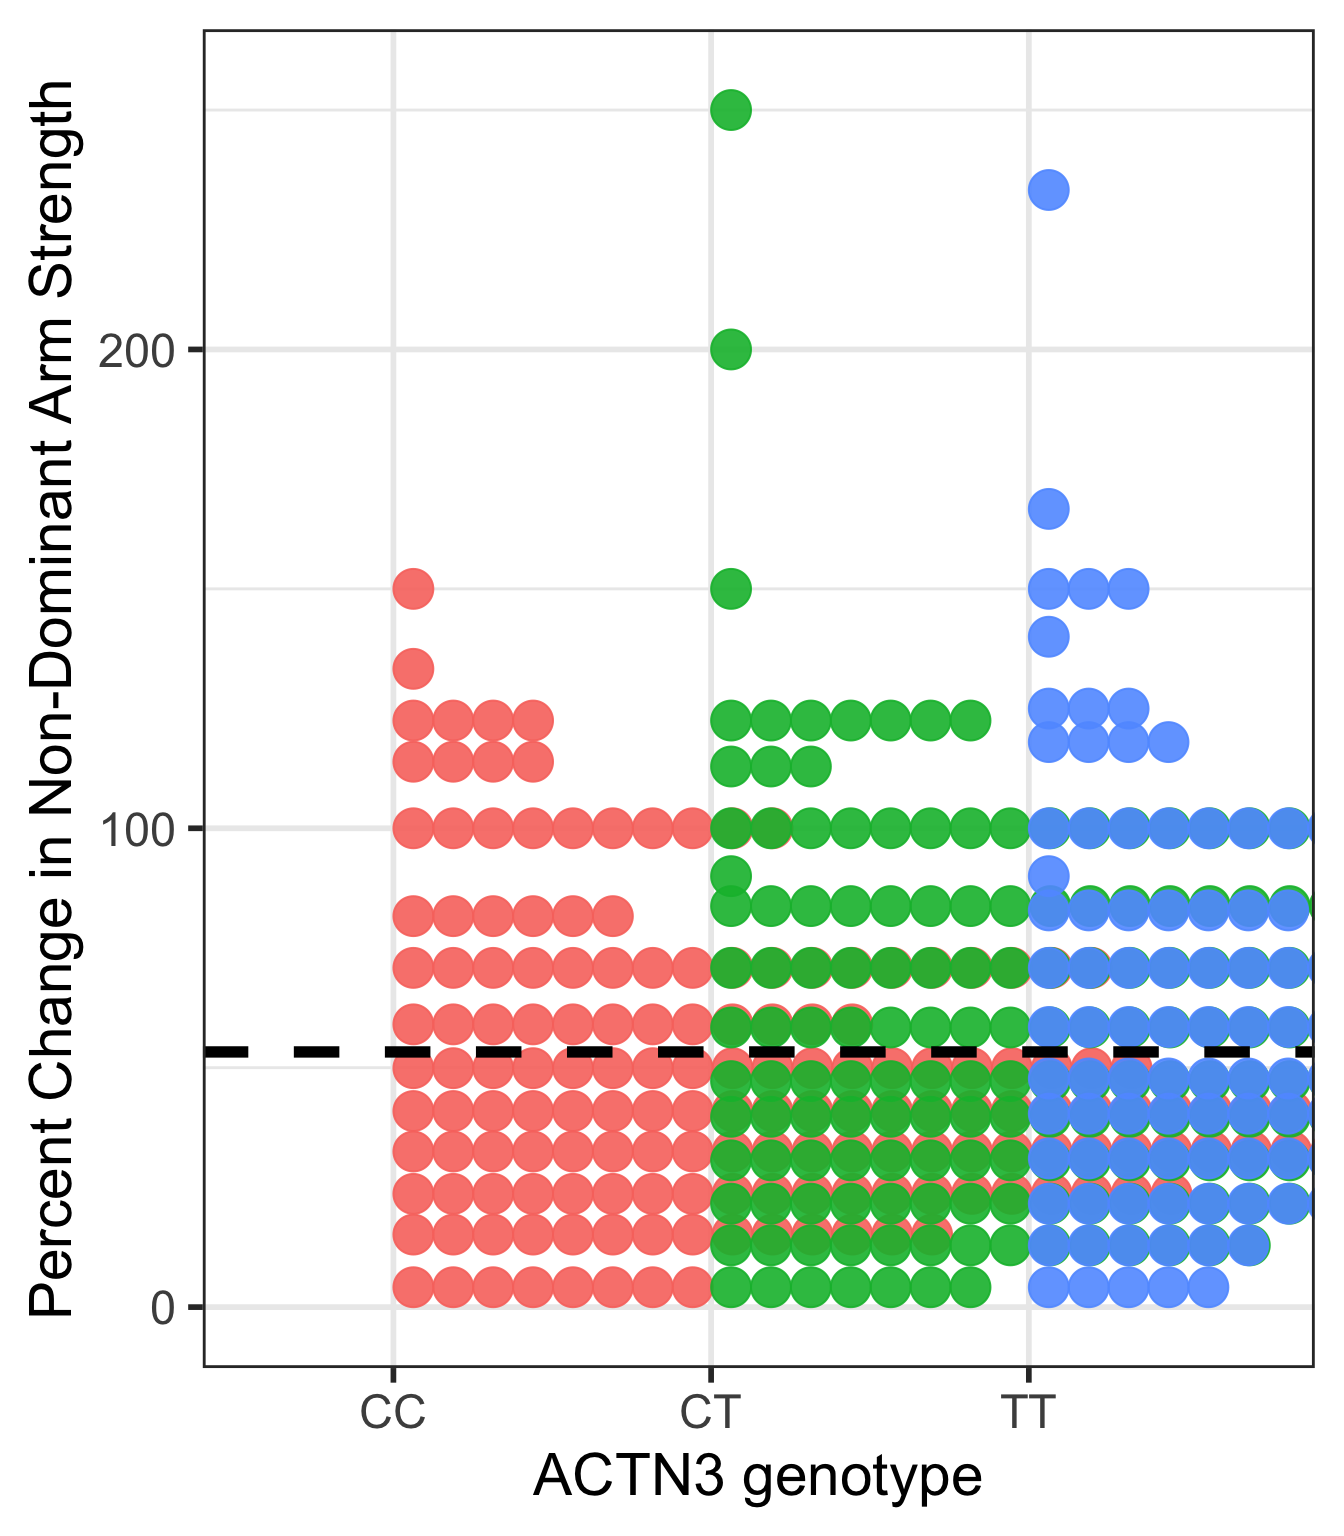 Percent Change in Non-Dominant Arm Strength
200
100
0
CC CT TT
ACTN3 genotype